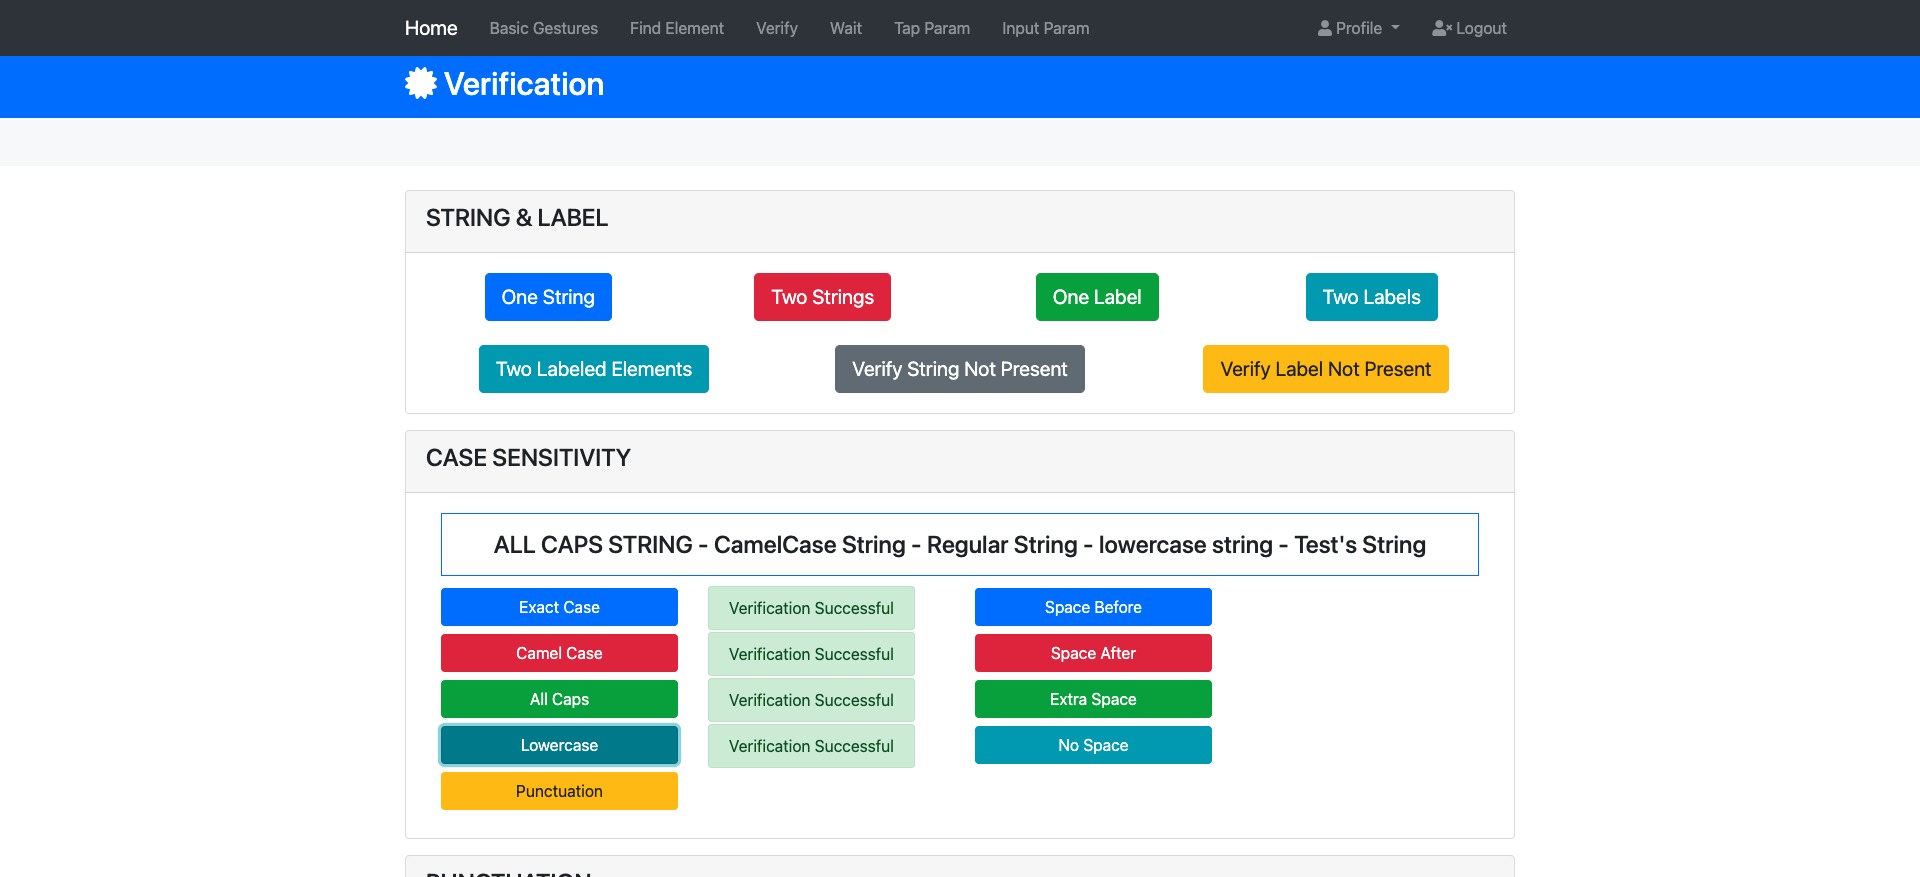 Home Basic Gestures Find Element Verify Wait Tap Param Input Param Profile Logout
Verification
STRING & LABEL
One String Two Strings One Label Two Labels
Two Labeled Elements Verify String Not Present Verify Label Not Present
CASE SENSITIVITY
ALL CAPS STRING - CamelCase String - Regular String - lowercase string - Test's String
Exact Case Verification Successful Space Before
Camel Case Verification Successful Space After
All Caps Verification Successful Extra Space
Lowercase Verification Successful No Space
Punctuation
PUNCTUATION